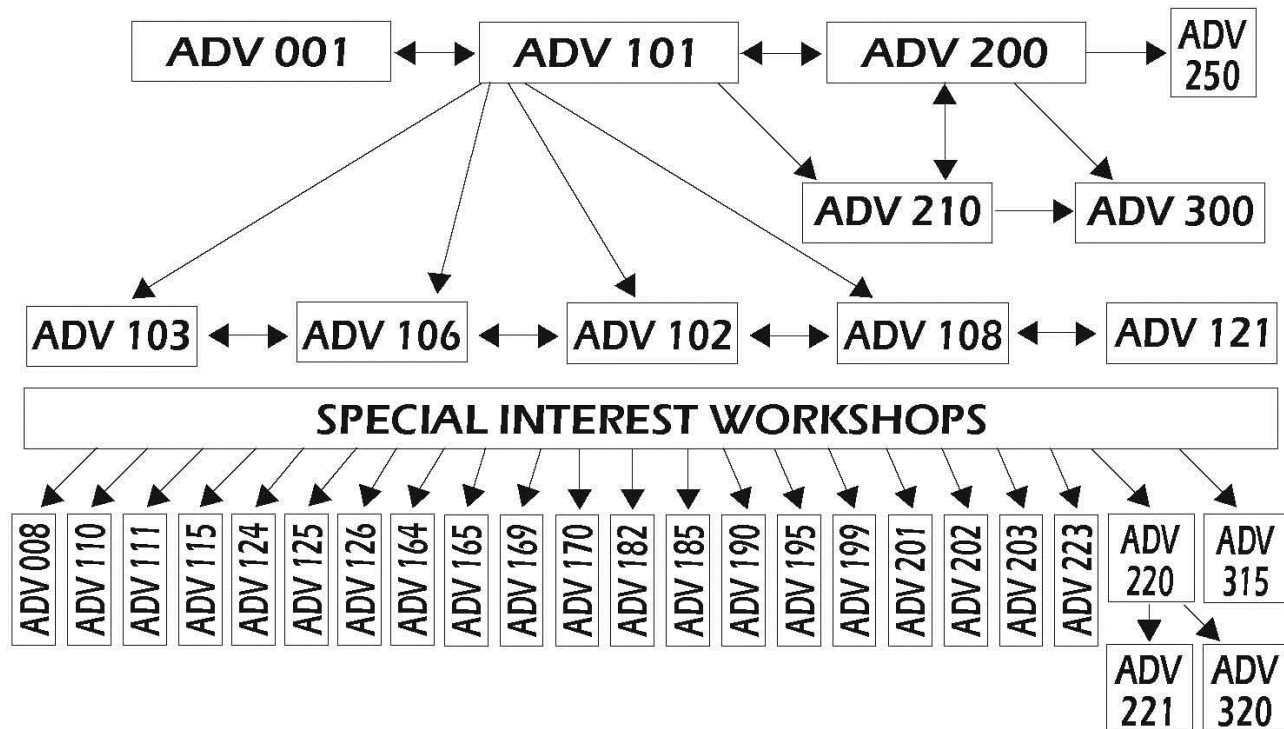 ADV 001
ADV 101
ADV 200
ADV
250
ADV 210
ADV 300
ADV 103
ADV 106
ADV 102
ADV 108
ADV 121
SPECIAL INTEREST WORKSHOPS
ADV 008
ADV 110
ADV 111
ADV 115
ADV 124
ADV 125
ADV 126
ADV 164
ADV 165
ADV 169
ADV 170
ADV 182
ADV 185
ADV 190
ADV 195
ADV 199
ADV 201
ADV 202
ADV 203
ADV 223
ADV
220
ADV
315
ADV
221
ADV
320